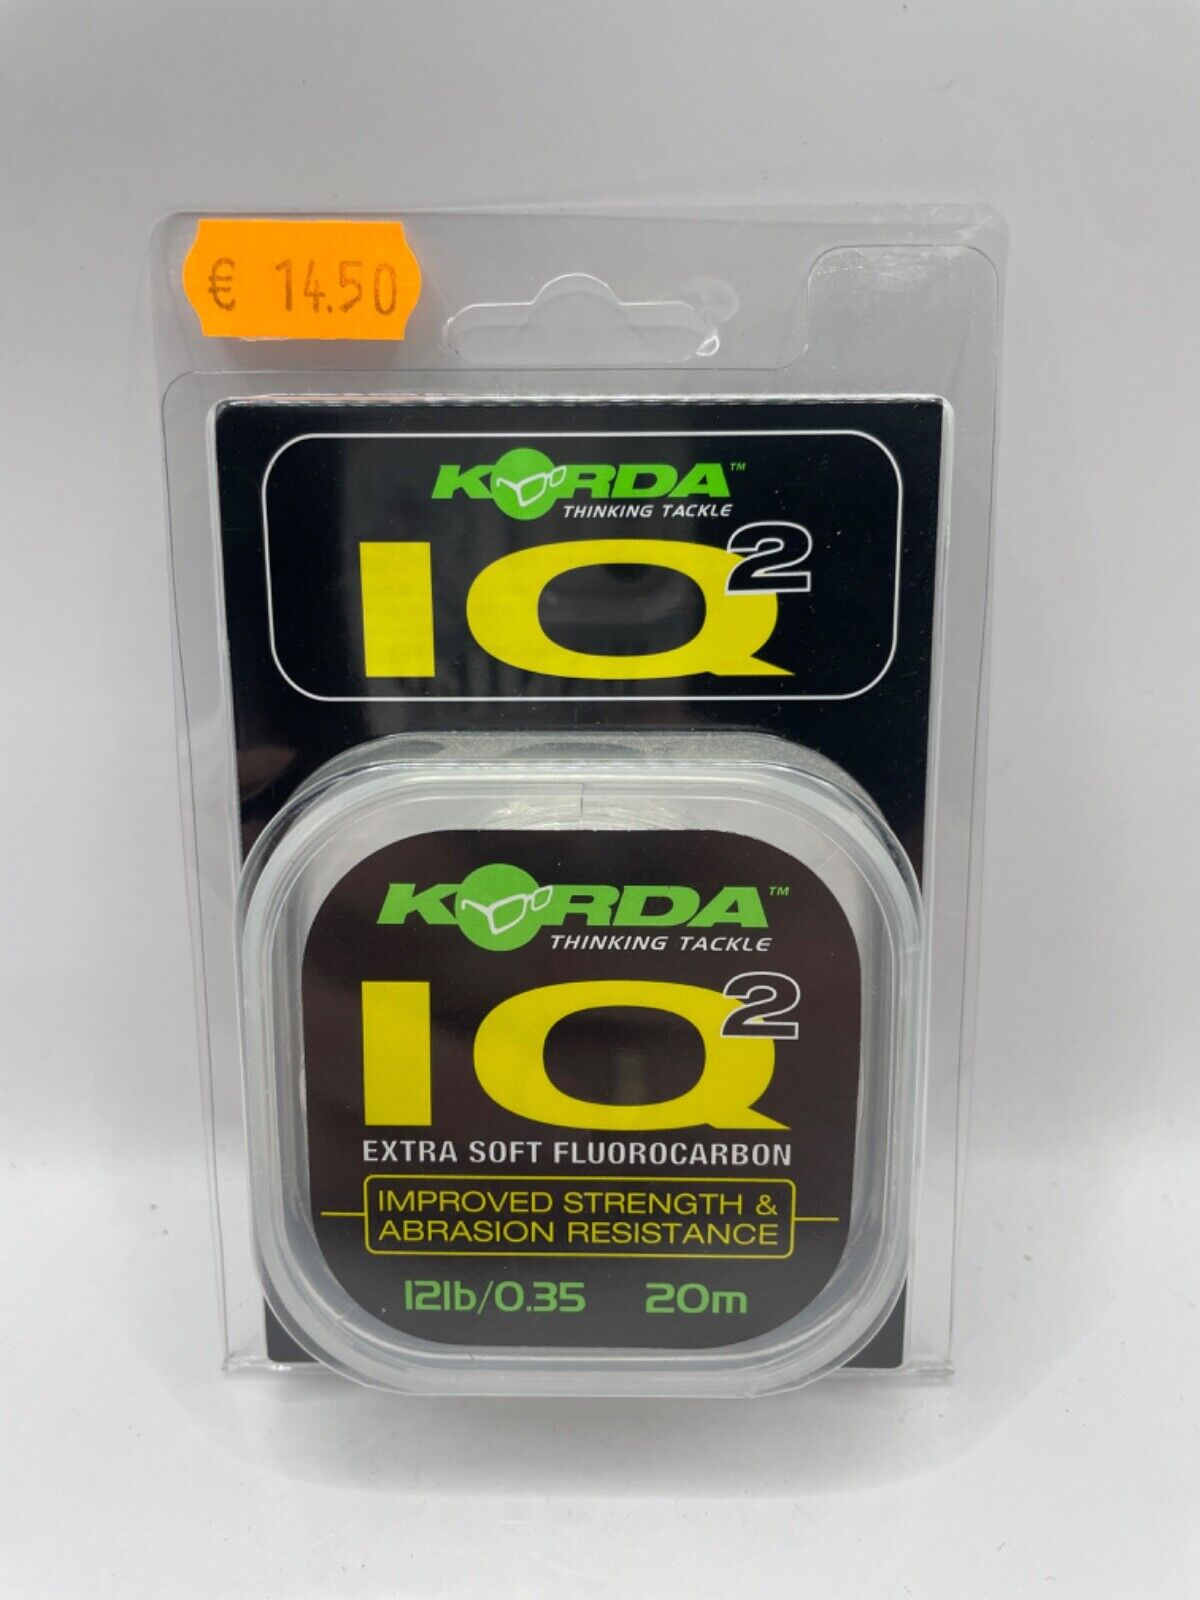 € 14.50
KORDA™
THINKING TACKLE
IQ²
KORDA™
THINKING TACKLE
IQ²
EXTRA SOFT FLUOROCARBON
IMPROVED STRENGTH &
ABRASION RESISTANCE
12lb/0.35 20m